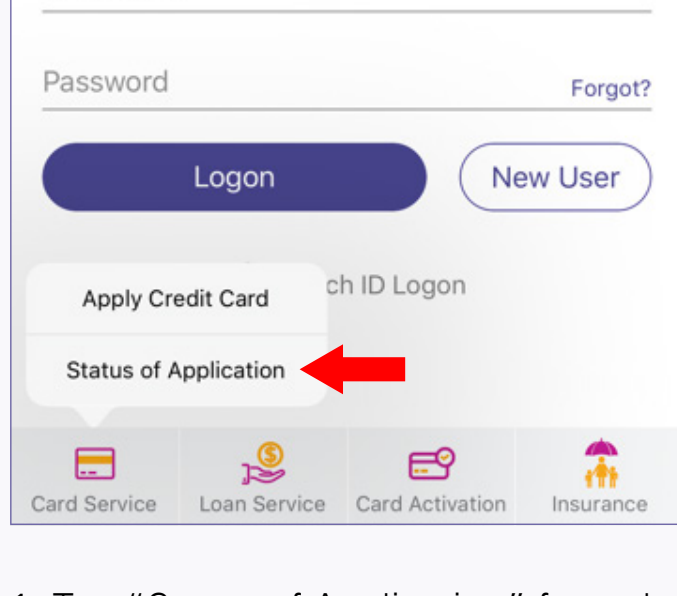 Password
Forgot?
Logon
New User
ch ID Logon
Apply Credit Card
Status of Application
Card Service
Loan Service
Card Activation
Insurance